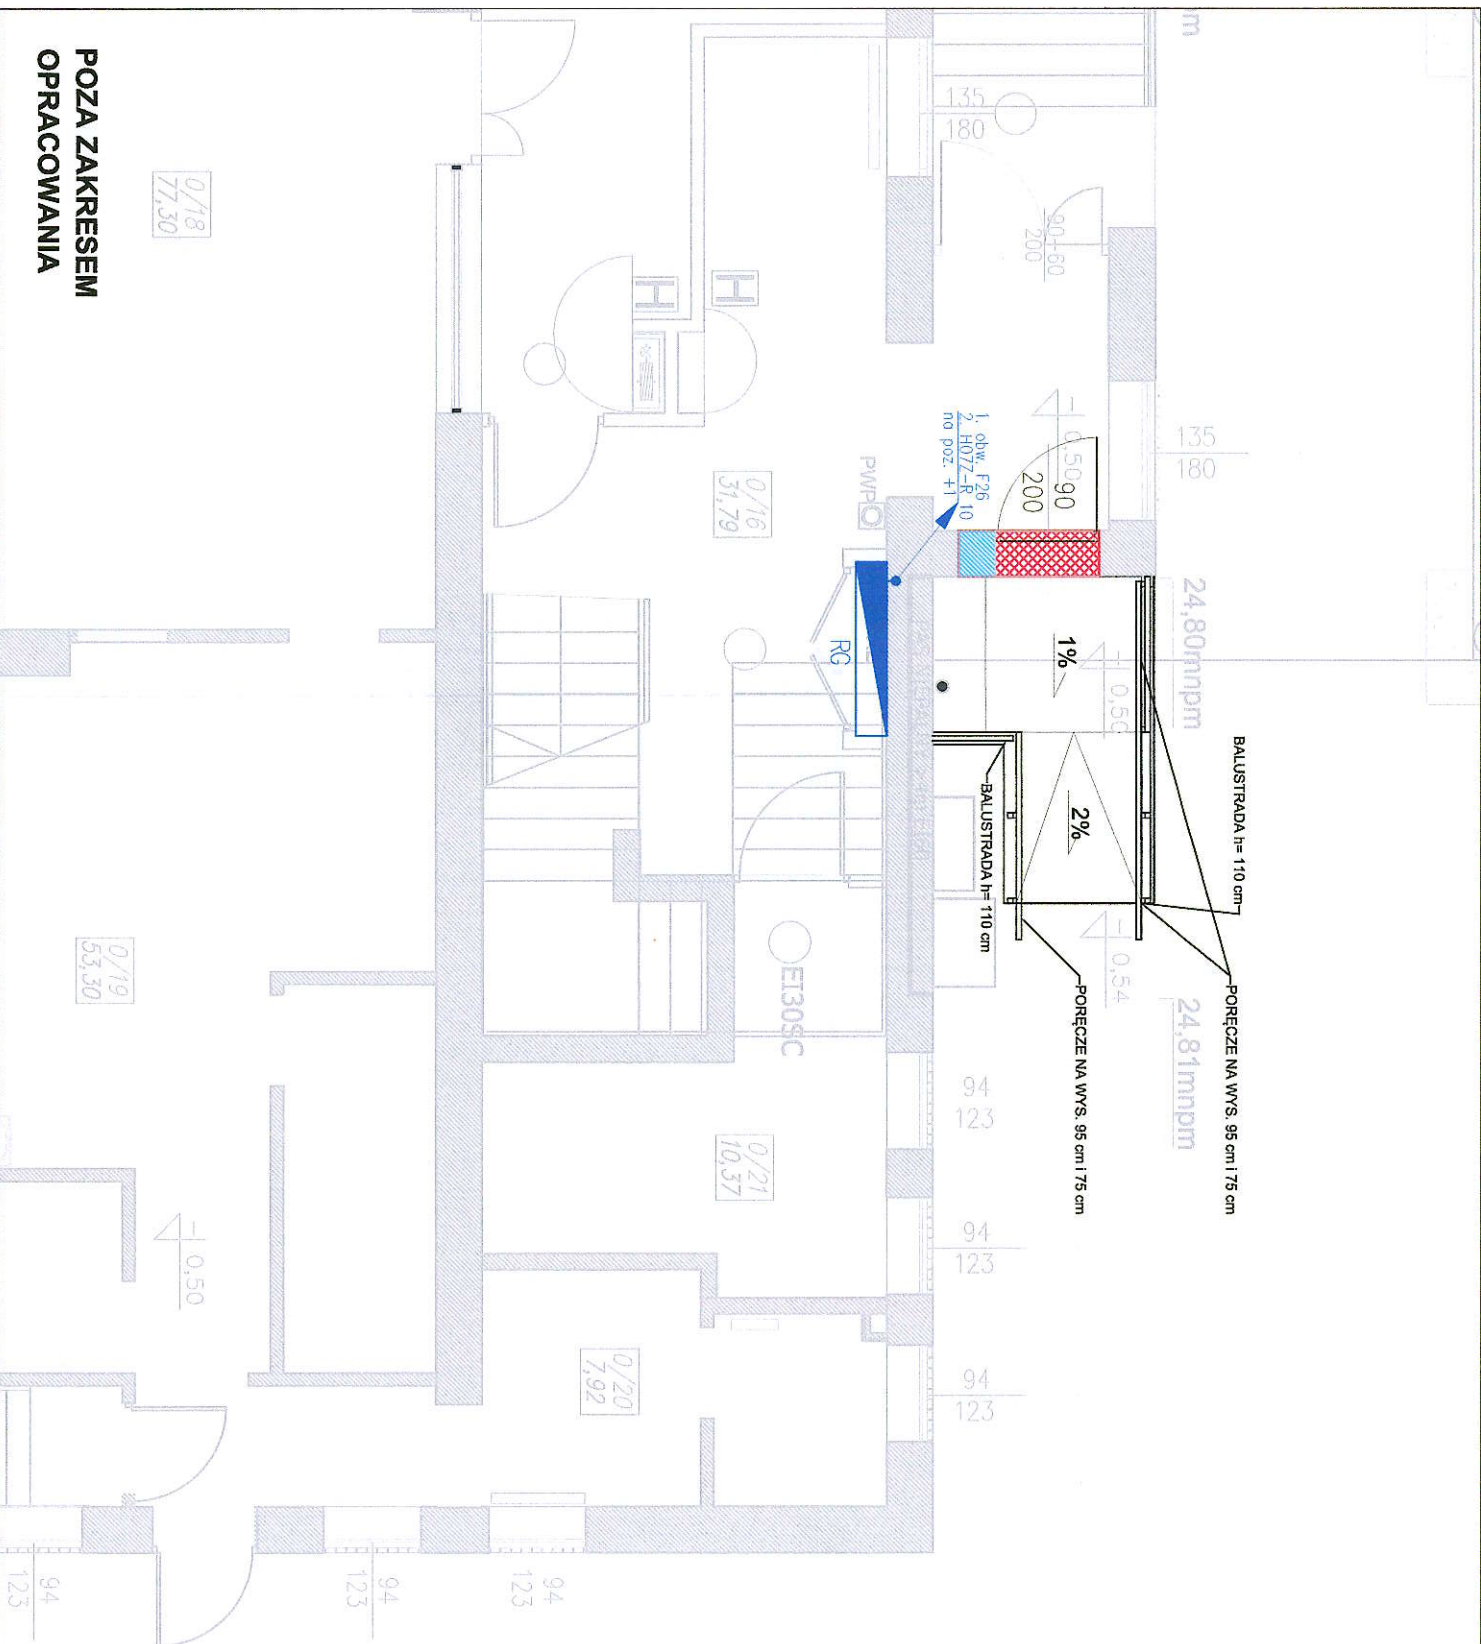 POZA ZAKRESEM
OPRACOWANIA
0/18
77,30
135
180
90+60
200
H
H
1. obw. F26
2. H07Z-R 10
na poz. +1
PWP
0/16
31,79
-0,50
90
200
135
180
RG
24,80mnpm
1%
-0,50
2%
BALUSTRADA h= 110 cm
BALUSTRADA h= 110 cm
-0,54
PORĘCZE NA WYS. 95 cm i 75 cm
PORĘCZE NA WYS. 95 cm i 75 cm
24,81mnpm
EI30SC
0/19
53,30
94
123
0/21
10,37
94
123
-0,50
0/20
7,92
94
123
94
123
94
123
94
123